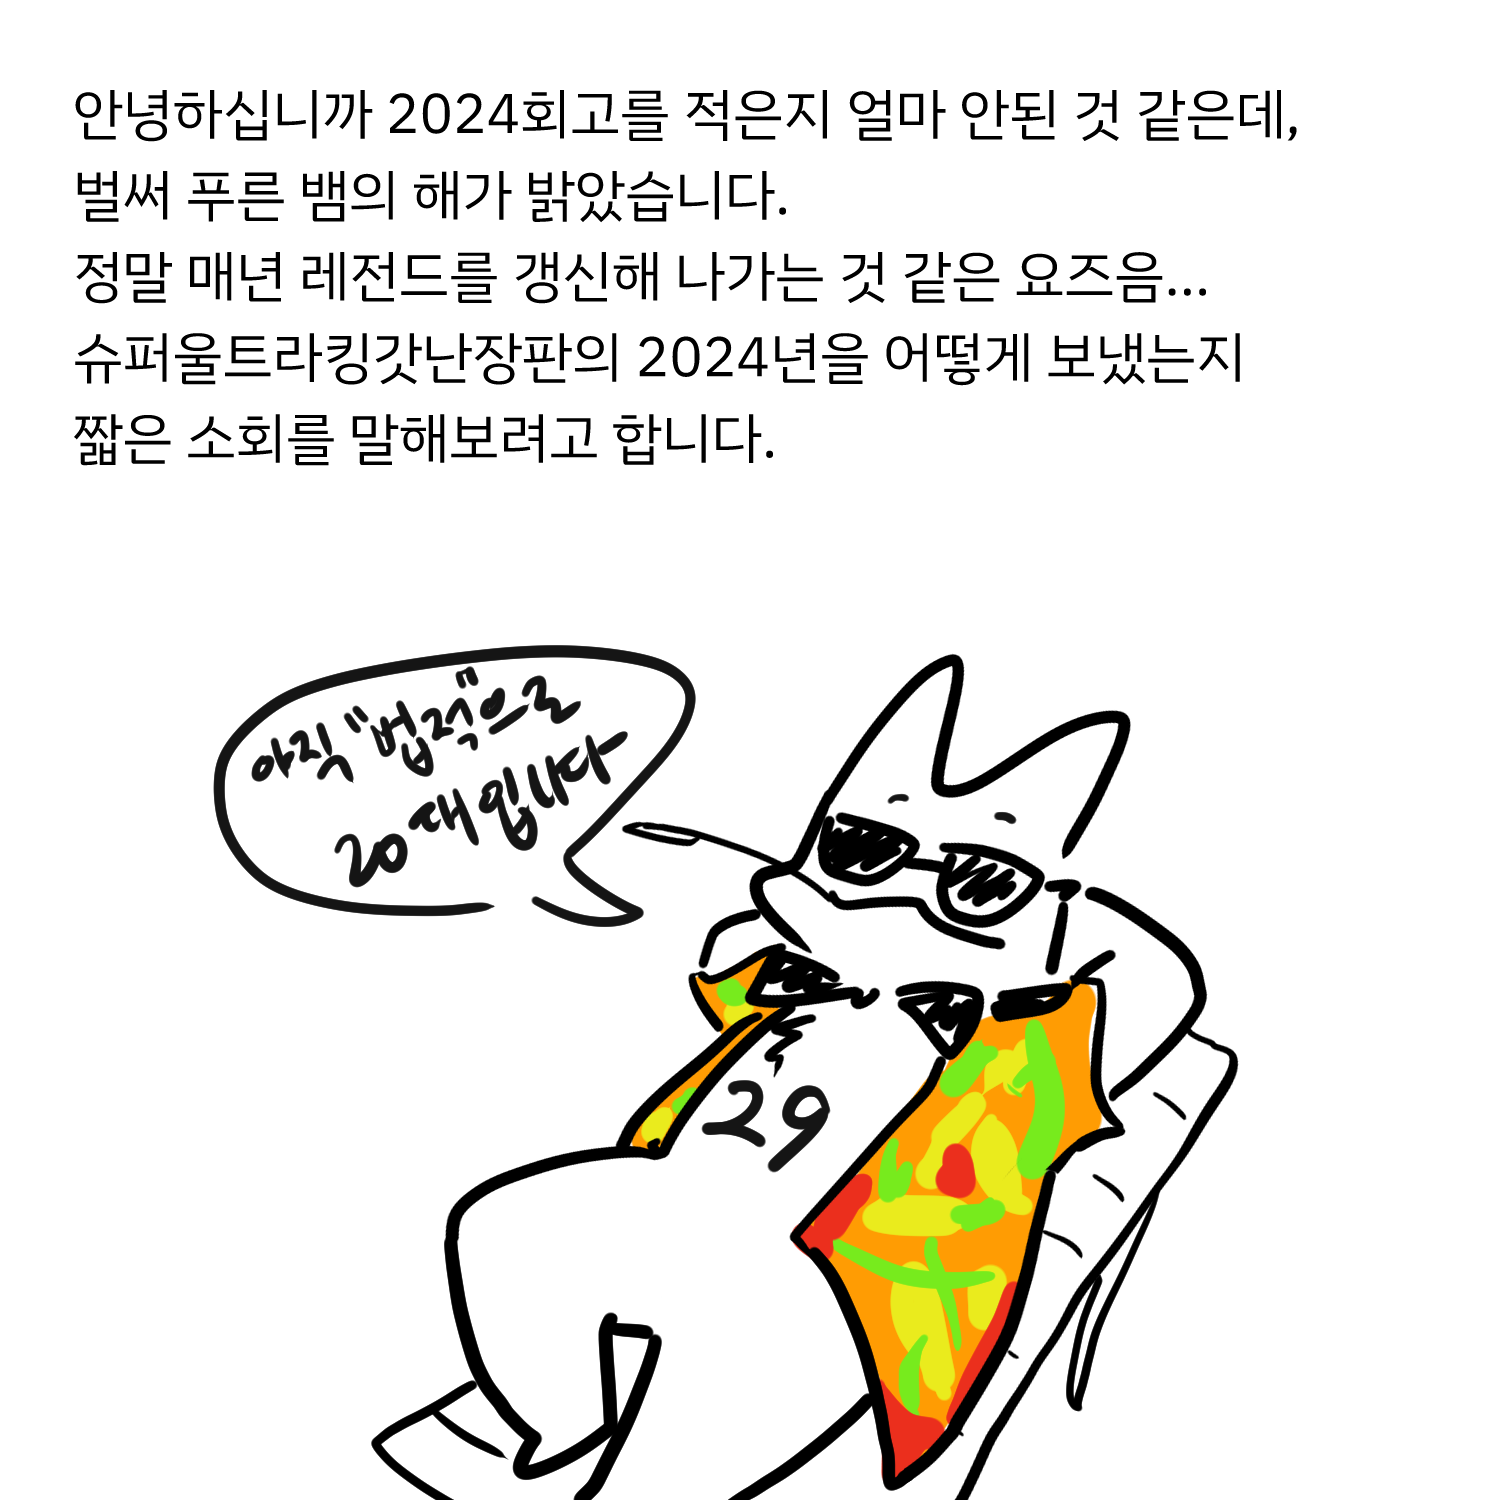 안녕하십니까 2024회고를 적은지 얼마 안된 것 같은데,
벌써 푸른 뱀의 해가 밝았습니다.
정말 매년 레전드를 갱신해 나가는 것 같은 요즈음...
슈퍼울트라킹갓난장판의 2024년을 어떻게 보냈는지
짧은 소회를 말해보려고 합니다.
아직 "법적"으로
20대입니다
29